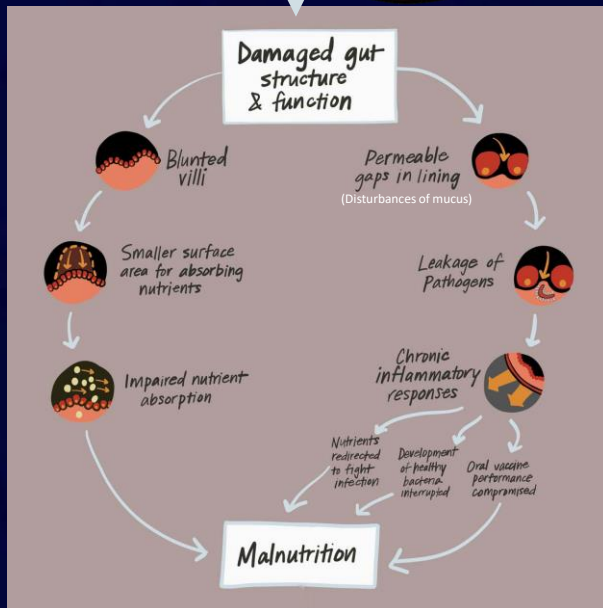 Damaged gut
structure
& function
Blunted
villi
Permeable
gaps in lining
(Disturbances of mucus)
Smaller surface
area for absorbing
nutrients
Leakage of
Pathogens
Impaired nutrient
absorption
Chronic
inflammatory
responses
Nutrients
redirected
to fight
infection
Development
of healthy
bacteria
interrupted
Oral vaccine
performance
compromised
Malnutrition